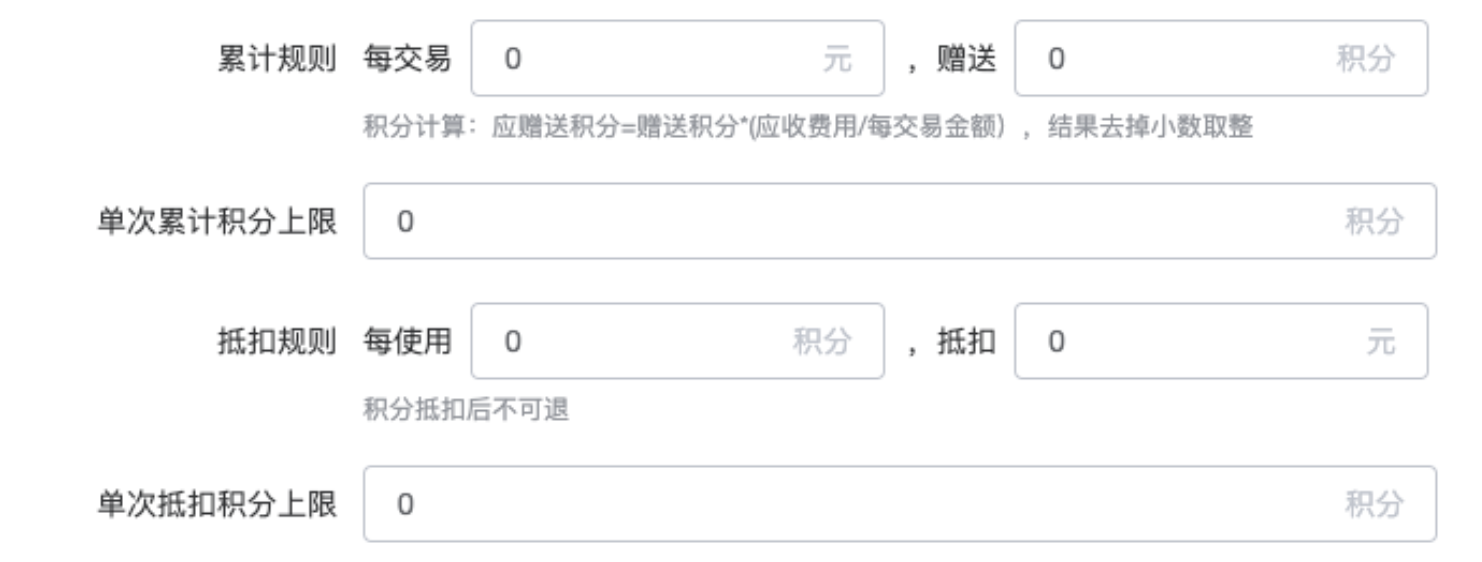 累计规则 每交易 0 元 ，赠送 0 积分
积分计算：应赠送积分=赠送积分*(应收费用/每交易金额），结果去掉小数取整
单次累计积分上限 0 积分
抵扣规则 每使用 0 积分 ，抵扣 0 元
积分抵扣后不可退
单次抵扣积分上限 0 积分